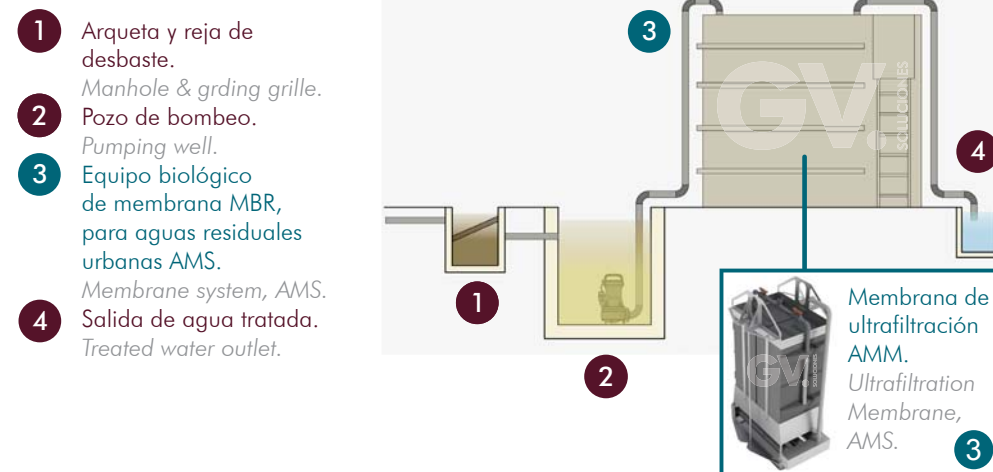 1
Arqueta y reja de
desbaste.
Manhole & grding grille.
2
Pozo de bombeo.
Pumping well.
3
Equipo biológico
de membrana MBR,
para aguas residuales
urbanas AMS.
Membrane system, AMS.
4
Salida de agua tratada.
Treated water outlet.
3
GV.
SOLUCIONES
4
1
2
GV.
SOLUCIONES
Membrana de
ultrafiltración
AMM.
Ultrafiltration
Membrane,
AMS.
3